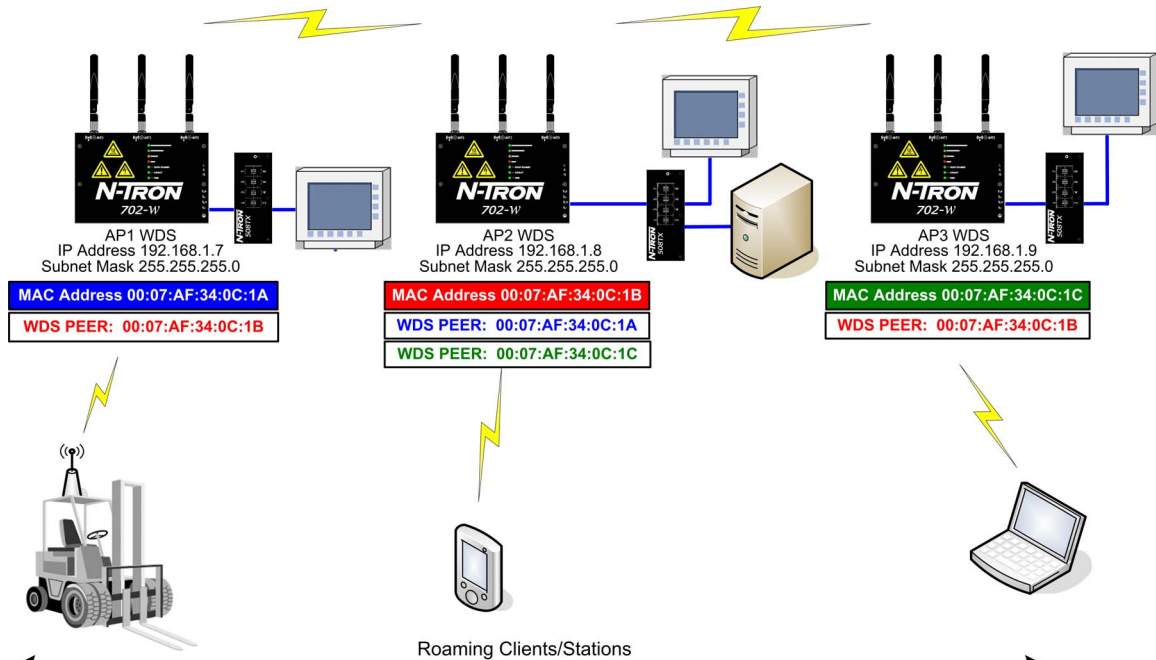 N-TRON
702-W
508TX
AP1 WDS
IP Address 192.168.1.7
Subnet Mask 255.255.255.0
MAC Address 00:07:AF:34:0C:1A
WDS PEER: 00:07:AF:34:0C:1B
N-TRON
702-W
N-TRON
508TX
AP2 WDS
IP Address 192.168.1.8
Subnet Mask 255.255.255.0
MAC Address 00:07:AF:34:0C:1B
WDS PEER: 00:07:AF:34:0C:1A
WDS PEER: 00:07:AF:34:0C:1C
N-TRON
702-W
N-TRON
508TX
AP3 WDS
IP Address 192.168.1.9
Subnet Mask 255.255.255.0
MAC Address 00:07:AF:34:0C:1C
WDS PEER: 00:07:AF:34:0C:1B
Roaming Clients/Stations